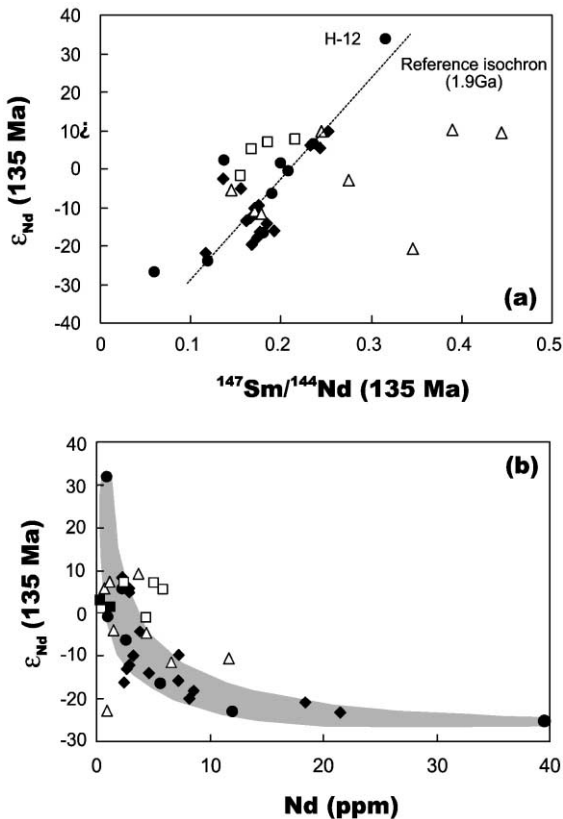 40
30
20
10
0
-10
-20
-30
-40
ε_Nd (135 Ma)
H-12
Reference isochron
(1.9Ga)
(a)
0 0.1 0.2 0.3 0.4 0.5
¹⁴⁷Sm/¹⁴⁴Nd (135 Ma)
40
30
20
10
0
-10
-20
-30
ε_Nd (135 Ma)
(b)
0 10 20 30 40
Nd (ppm)